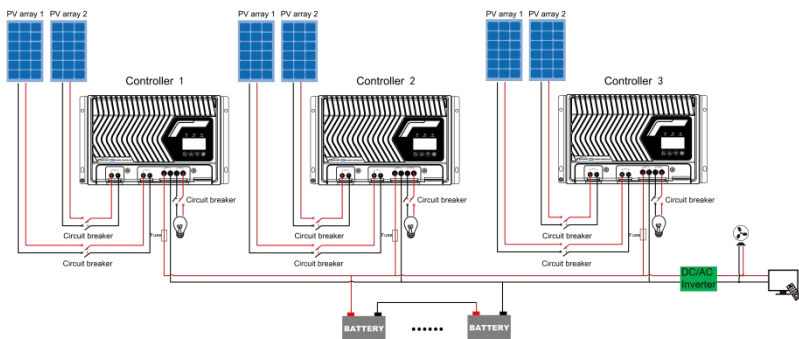 PV array 1
PV array 2
PV array 1
PV array 2
PV array 1
PV array 2
Controller 1
Controller 2
Controller 3
Circuit breaker
Circuit breaker
Circuit breaker
Circuit breaker
Circuit breaker
Circuit breaker
Circuit breaker
Circuit breaker
Circuit breaker
Fuse
Fuse
Fuse
DC/AC
Inverter
BATTERY
......
BATTERY